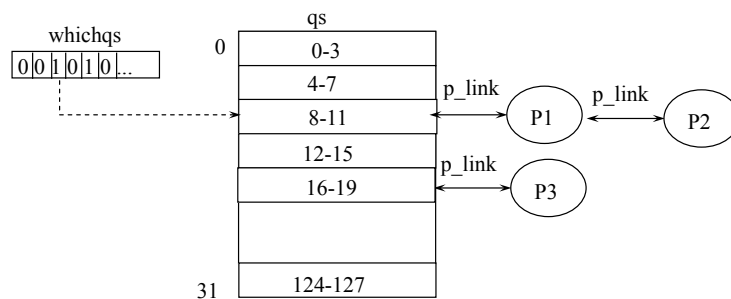 qs
whichqs
0
0 0 1 0 1 0 ...
0-3
4-7
p_link
p_link
8-11
P1
P2
12-15
p_link
16-19
P3
31
124-127